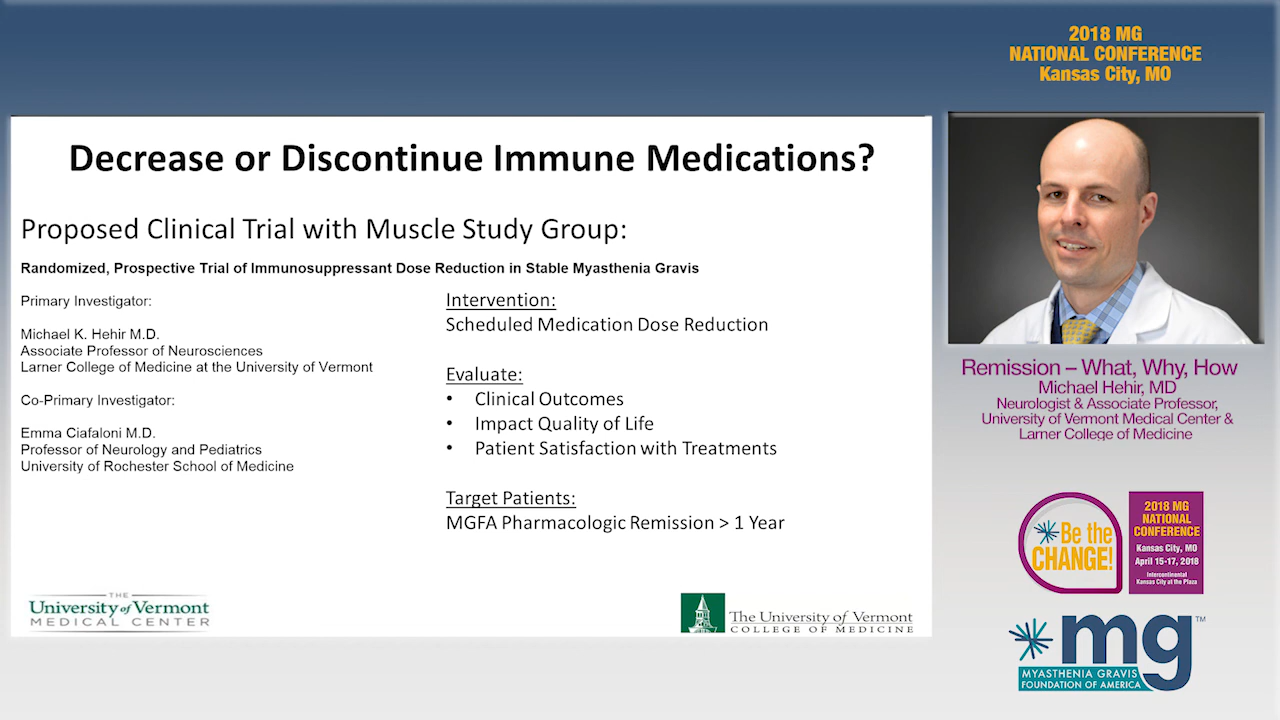 Decrease or Discontinue Immune Medications?
Proposed Clinical Trial with Muscle Study Group:
Randomized, Prospective Trial of Immunosuppressant Dose Reduction in Stable Myasthenia Gravis
Primary Investigator:
Michael K. Hehir M.D.
Associate Professor of Neurosciences
Larner College of Medicine at the University of Vermont
Co-Primary Investigator:
Emma Ciafaloni M.D.
Professor of Neurology and Pediatrics
University of Rochester School of Medicine
Intervention:
Scheduled Medication Dose Reduction
Evaluate:
• Clinical Outcomes
• Impact Quality of Life
• Patient Satisfaction with Treatments
Target Patients:
MGFA Pharmacologic Remission > 1 Year
THE
University of Vermont
MEDICAL CENTER
The University of Vermont
COLLEGE OF MEDICINE
2018 MG
NATIONAL CONFERENCE
Kansas City, MO
Remission – What, Why, How
Michael Hehir, MD
Neurologist & Associate Professor,
University of Vermont Medical Center &
Larner College of Medicine
Be the
CHANGE!
2018 MG
NATIONAL
CONFERENCE
Kansas City, MO
April 15-17, 2018
Intercontinental
Kansas City at the Plaza
mg™
MYASTHENIA GRAVIS
FOUNDATION OF AMERICA